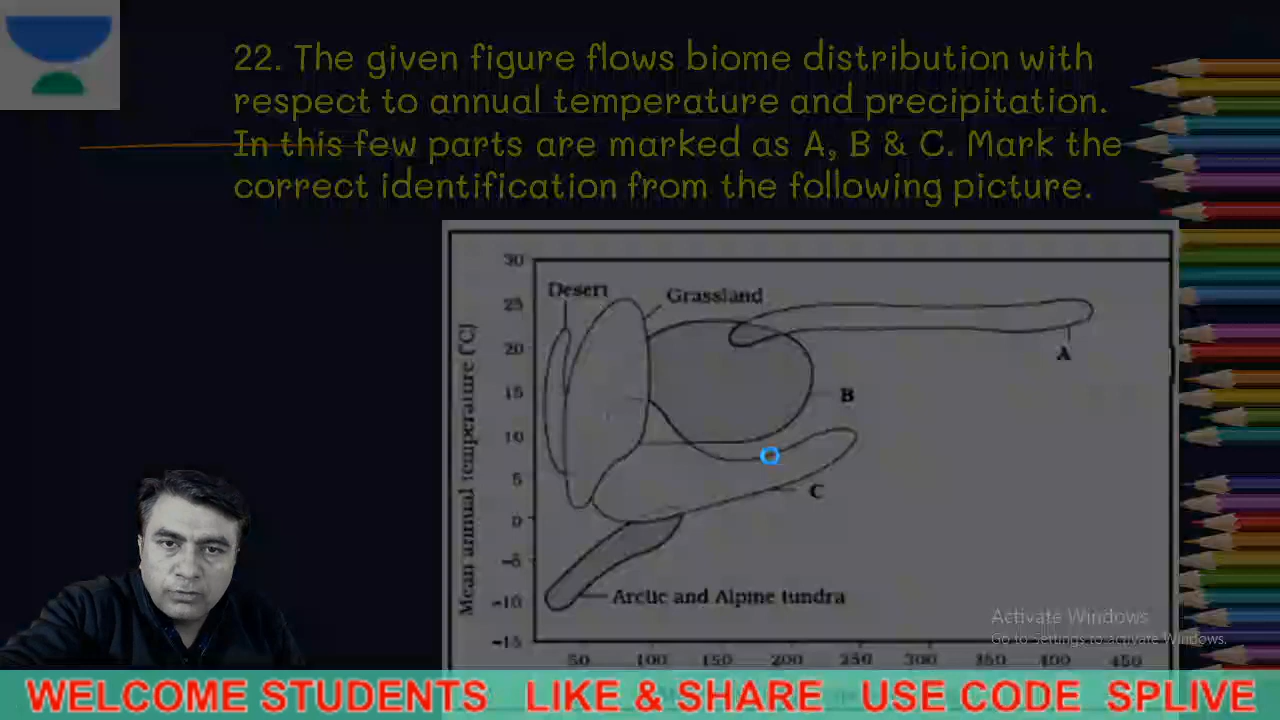 22. The given figure flows biome distribution with
respect to annual temperature and precipitation.
In this few parts are marked as A, B & C. Mark the
correct identification from the following picture.
30
Desert
Grassland
25
20
A
15
B
10
5
C
0
-5
-10
Arctic and Alpine tundra
-15
Mean annual temperature (°C)
50 100 150 200 250 300 350 400 450
Activate Windows
Go to Settings to activate Windows.
WELCOME STUDENTS LIKE & SHARE USE CODE SPLIVE